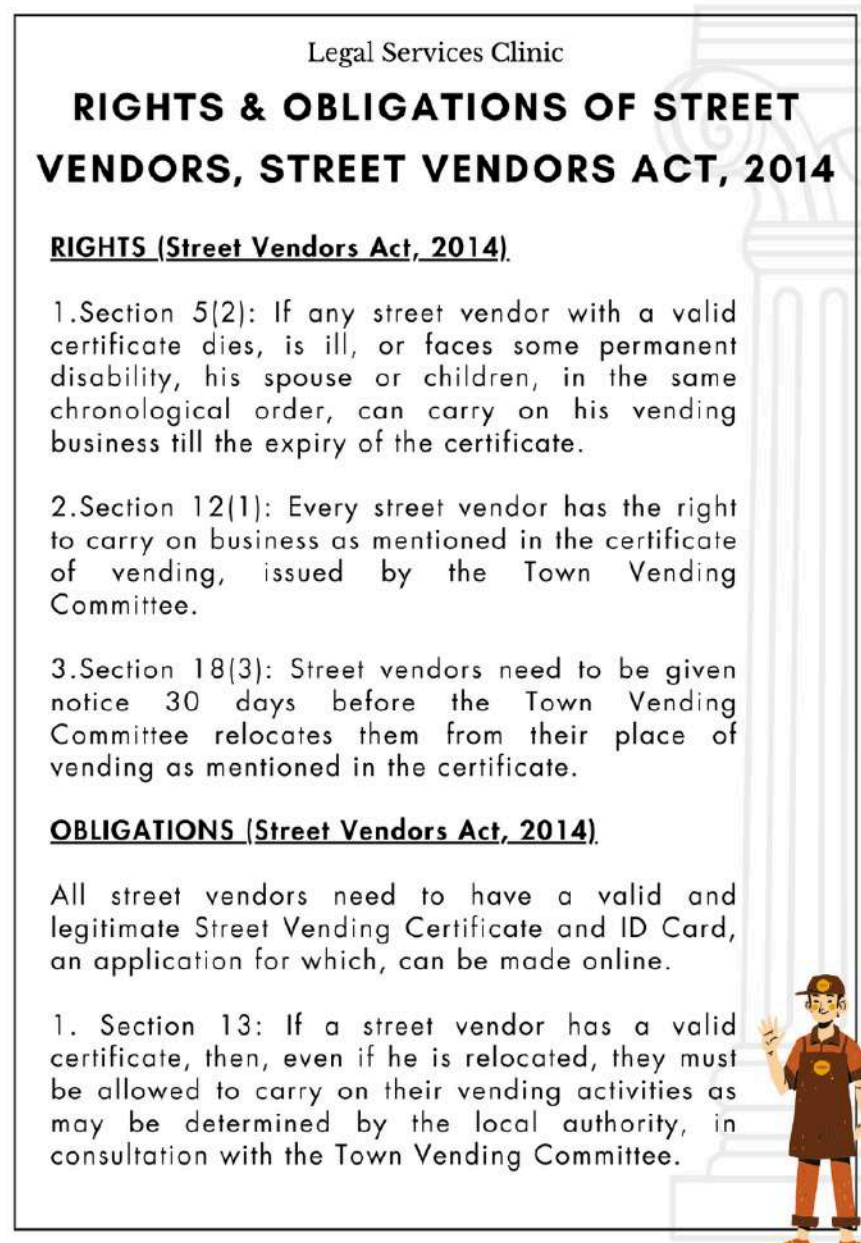 Legal Services Clinic
RIGHTS & OBLIGATIONS OF STREET
VENDORS, STREET VENDORS ACT, 2014
RIGHTS (Street Vendors Act, 2014)
1.Section 5(2): If any street vendor with a valid
certificate dies, is ill, or faces some permanent
disability, his spouse or children, in the same
chronological order, can carry on his vending
business till the expiry of the certificate.
2.Section 12(1): Every street vendor has the right
to carry on business as mentioned in the certificate
of vending, issued by the Town Vending
Committee.
3.Section 18(3): Street vendors need to be given
notice 30 days before the Town Vending
Committee relocates them from their place of
vending as mentioned in the certificate.
OBLIGATIONS (Street Vendors Act, 2014)
All street vendors need to have a valid and
legitimate Street Vending Certificate and ID Card,
an application for which, can be made online.
1. Section 13: If a street vendor has a valid
certificate, then, even if he is relocated, they must
be allowed to carry on their vending activities as
may be determined by the local authority, in
consultation with the Town Vending Committee.